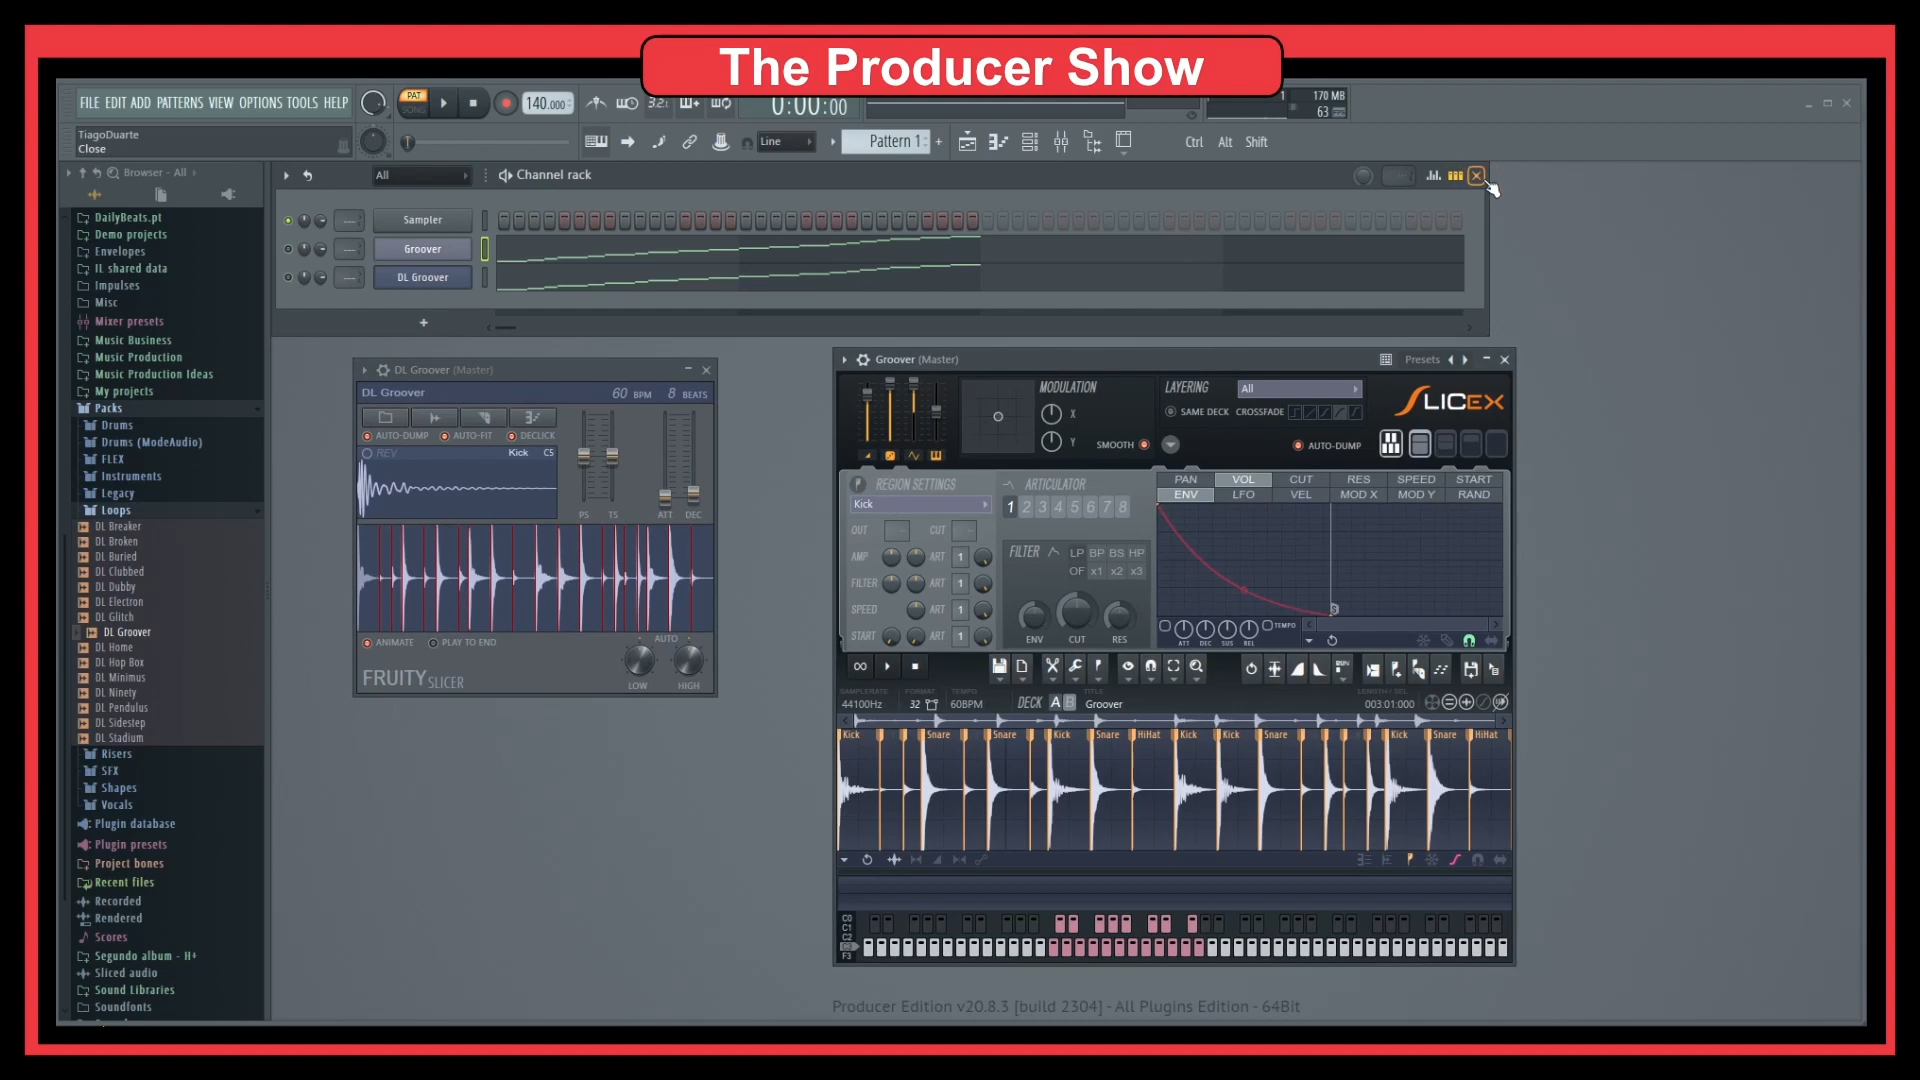 The Producer Show
FILE EDIT ADD PATTERNS VIEW OPTIONS TOOLS HELP
PAT
SONG
140.000
3.2.1
0:00:00
1
170 MB
63
TiagoDuarte
Close
Line
Pattern 1
+
Ctrl Alt Shift
Browser - All
All
Channel rack
Sampler
Groover
DL Groover
+
DailyBeats.pt
Demo projects
Envelopes
IL shared data
Impulses
Misc
Mixer presets
Music Business
Music Production
Music Production Ideas
My projects
Packs
Drums
Drums (ModeAudio)
FLEX
Instruments
Legacy
Loops
DL Breaker
DL Broken
DL Buried
DL Clubbed
DL Dubby
DL Electron
DL Glitch
DL Groover
DL Home
DL Hop Box
DL Minimus
DL Ninety
DL Pendulus
DL Sidestep
DL Stadium
Risers
SFX
Shapes
Vocals
Plugin database
Plugin presets
Project bones
Recent files
Recorded
Rendered
Scores
Segundo album - H+
Sliced audio
Sound Libraries
Soundfonts
DL Groover (Master)
DL Groover 60 BPM 8 BEATS
AUTO-DUMP AUTO-FIT DECLICK
REV Kick C5
PS TS ATT DEC
ANIMATE PLAY TO END AUTO
FRUITY SLICER
LOW HIGH
Groover (Master)
Presets
MODULATION
X
Y
SMOOTH
LAYERING All
SAME DECK CROSSFADE
AUTO-DUMP
SLICEX
REGION SETTINGS
Kick
OUT CUT
AMP ART 1
FILTER ART 1
SPEED ART 1
START ART 1
ARTICULATOR
1 2 3 4 5 6 7 8
FILTER LP BP BS HP
OF x1 x2 x3
ENV CUT RES
PAN VOL CUT RES SPEED START
ENV LFO VEL MOD X MOD Y RAND
ATT DEC SUS REL
TEMPO
SAMPLERATE FORMAT TEMPO TITLE LENGTH / SEL
44100Hz 32 60BPM DECK A B Groover 003:01:000
Kick Snare Snare Kick Snare HiHat Kick Kick Snare Kick Snare HiHat
C0
C1
C2
C3
F3
Producer Edition v20.8.3 [build 2304] - All Plugins Edition - 64Bit